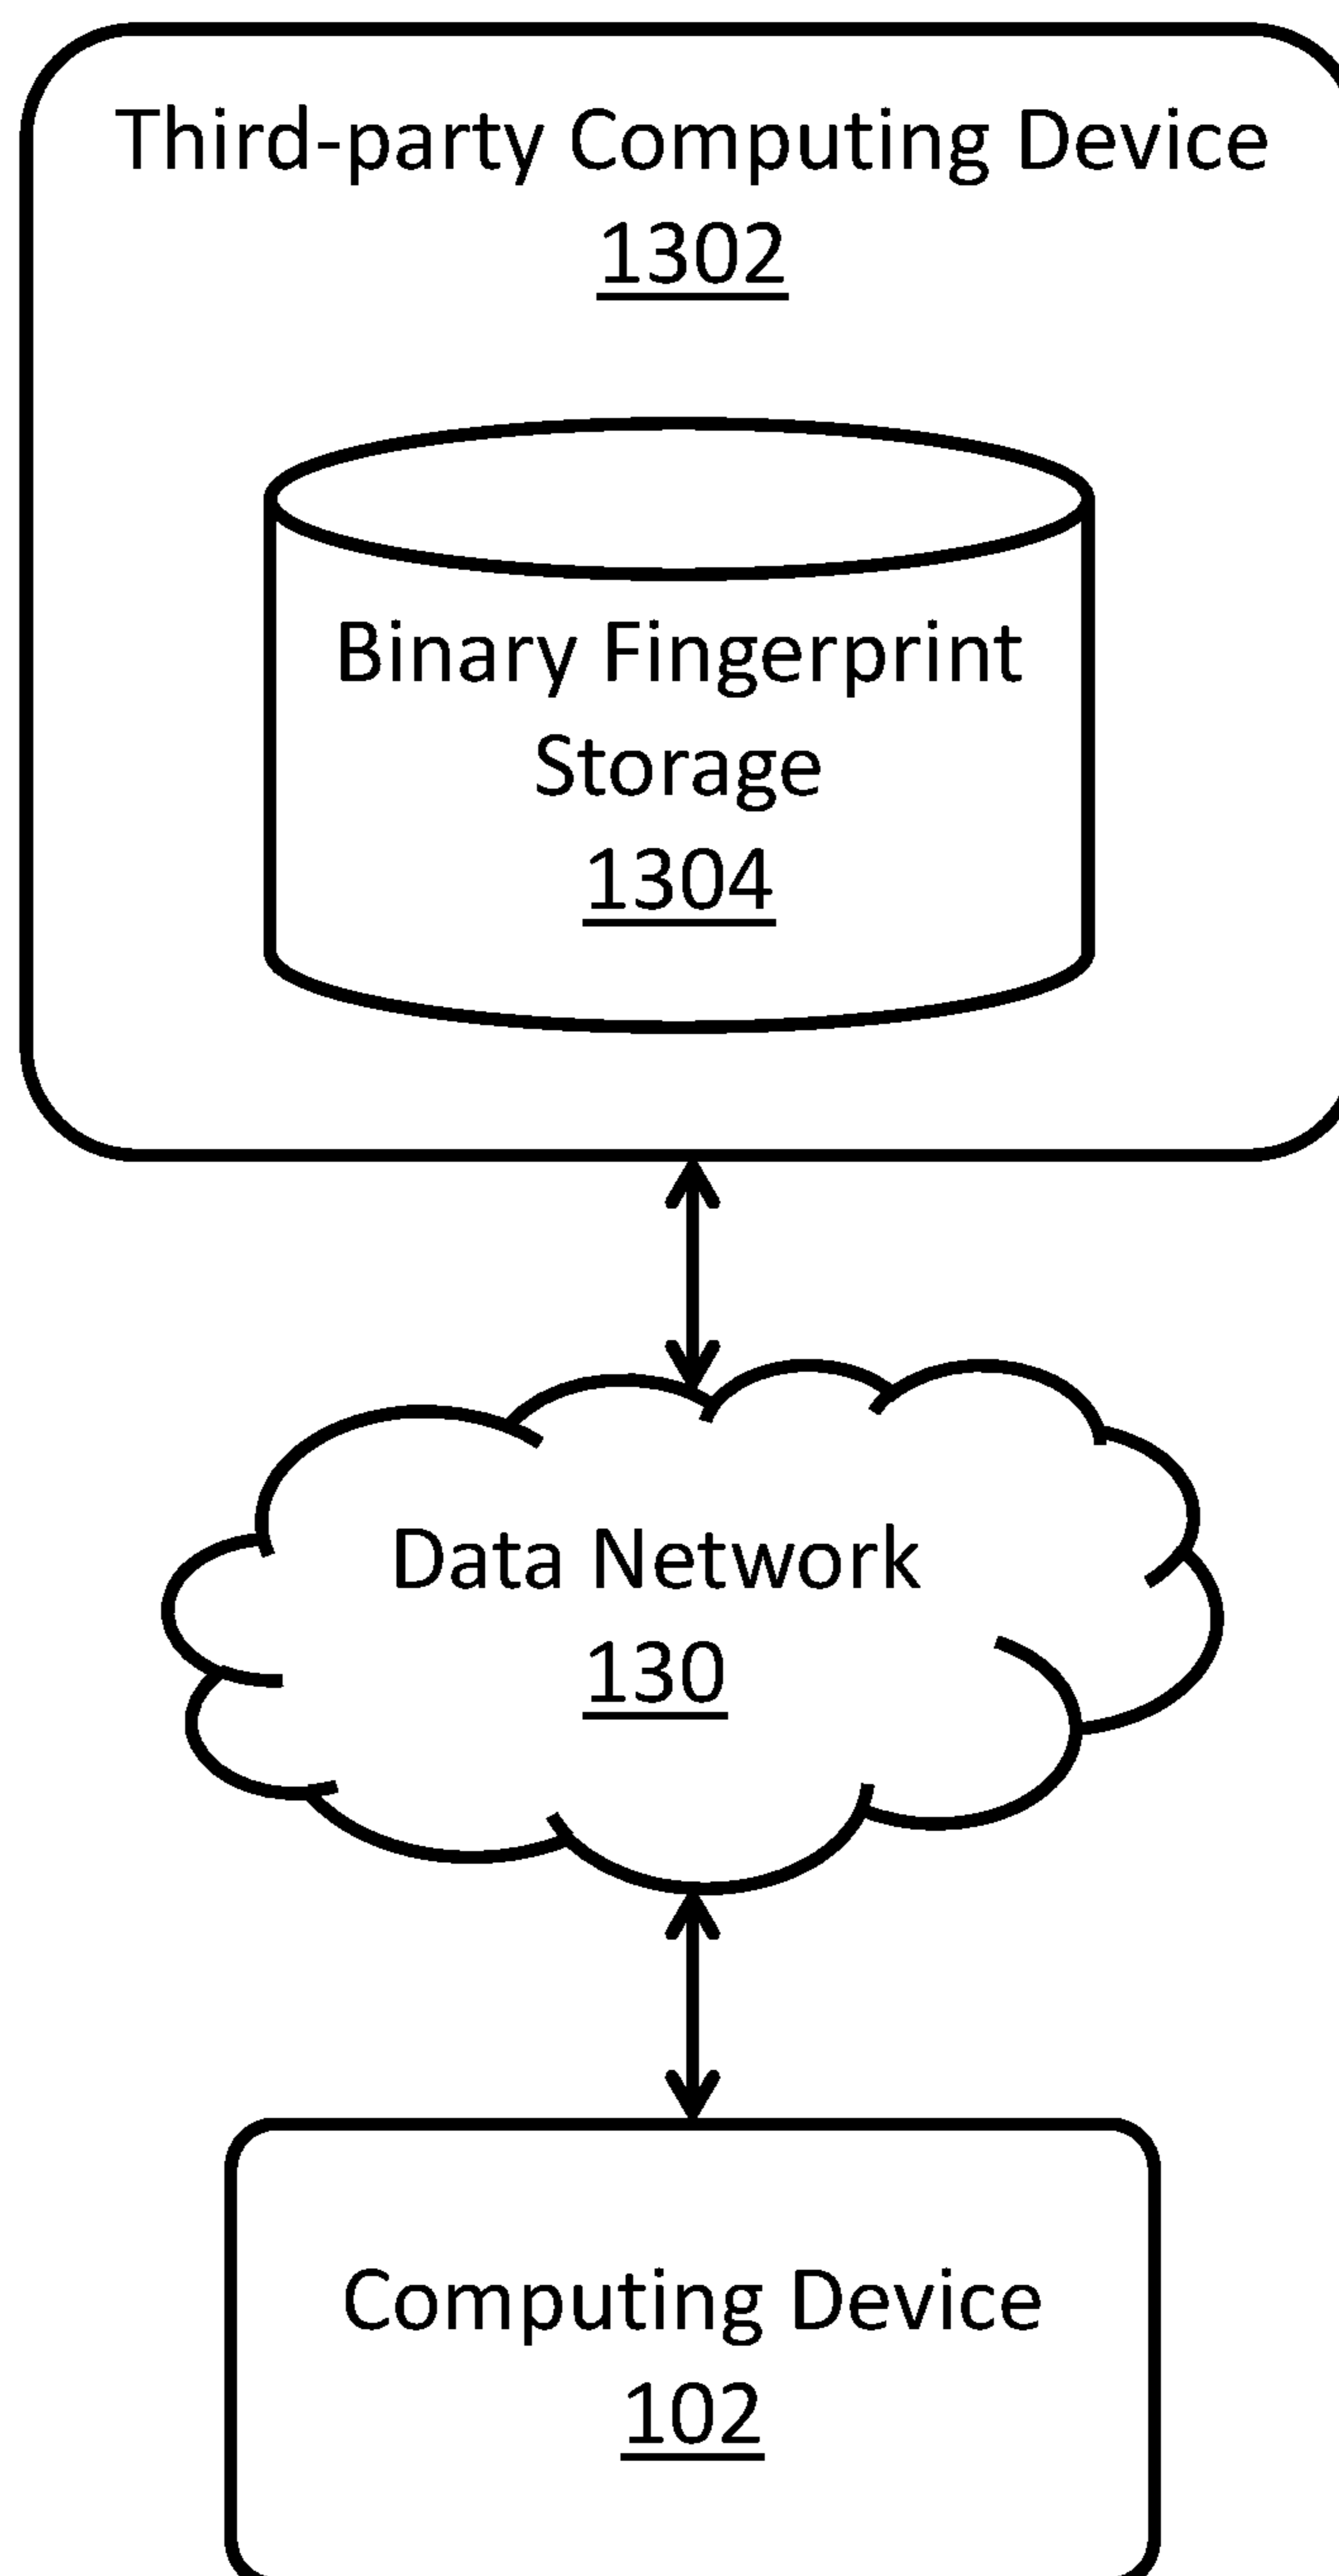 Third-party Computing Device
1302
Binary Fingerprint
Storage
1304
Data Network
130
Computing Device
102